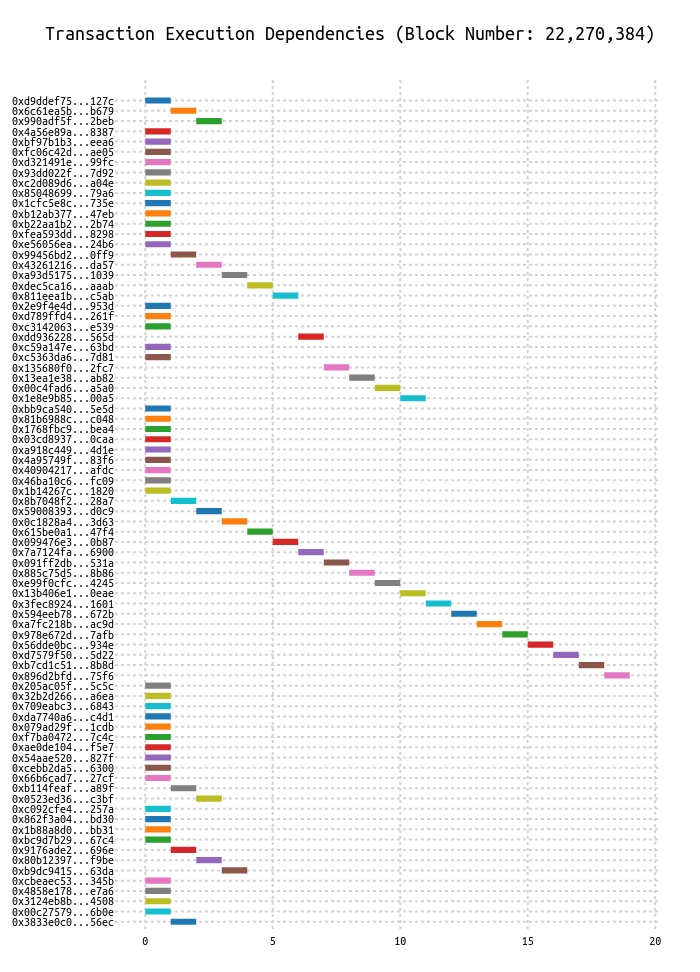 Transaction Execution Dependencies (Block Number: 22,270,384)
0xd9ddef75...127c
0x6c61ea5b...b679
0x990adf5f...2beb
0x4a56e89a...8387
0xbf97b1b3...eea6
0xfc06c42d...ae05
0xd321491e...99fc
0x93dd022f...7d92
0xc2d089d6...a04e
0x85048699...79a6
0x1cfc5e8c...735e
0xb12ab377...47eb
0xb22aa1b2...2b74
0xfea593dd...8298
0xe56056ea...24b6
0x99456bd2...0ff9
0x43261216...da57
0xa93d5175...1039
0xdec5ca16...aaab
0x811eea1b...c5ab
0x2e9f4e4d...953d
0xd789ffd4...261f
0xc3142063...e539
0xdd936228...565d
0xc59a147e...63bd
0xc5363da6...7d81
0x135680f0...2fc7
0x13ea1e38...ab82
0x00c4fad6...a5a0
0x1e8e9b85...00a5
0xbb9ca540...5e5d
0x81b6988c...c048
0x1768fbc9...bea4
0x03cd8937...0caa
0xa918c449...4d1e
0x4a95749f...83f6
0x40904217...afdc
0x46ba10c6...fc09
0x1b14267c...1820
0x8b7048f2...28a7
0x59008393...d0c9
0x0c1828a4...3d63
0x615be0a1...47f4
0x099476e3...0b87
0x7a7124fa...6900
0x091ff2db...531a
0x885c75d5...8b86
0xe99f0cfc...4245
0x13b406e1...0eae
0x3fec8924...1601
0x594eeb78...672b
0xa7fc218b...ac9d
0x978e672d...7afb
0x56dde0bc...934e
0xd7579f50...5d22
0xb7cd1c51...8b8d
0x896d2bfd...75f6
0x205ac05f...5c5c
0x32b2d266...a6ea
0x709eabc3...6843
0xda7740a6...c4d1
0x079ad29f...1cdb
0xf7ba0472...7c4c
0xae0de104...f5e7
0x54aae520...827f
0xcebb2da5...6300
0x66b6cad7...27cf
0xb114feaf...a89f
0x0523ed36...c3bf
0xc092cfe4...257a
0x862f3a04...bd30
0x1b88a8d0...bb31
0xbc9d7b29...67c4
0x9176ade2...696e
0x80b12397...f9be
0xb9dc9415...63da
0xcbeaec53...345b
0x4858e178...e7a6
0x3124eb8b...4508
0x00c27579...6b0e
0x3833e0c0...56ec
0 5 10 15 20